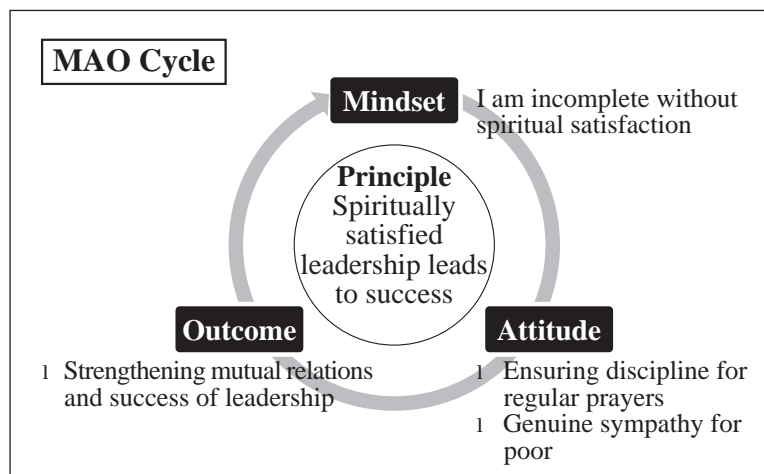 MAO Cycle
Mindset
I am incomplete without
spiritual satisfaction
Principle
Spiritually
satisfied
leadership leads
to success
Attitude
l Ensuring discipline for
regular prayers
l Genuine sympathy for
poor
Outcome
l Strengthening mutual relations
and success of leadership